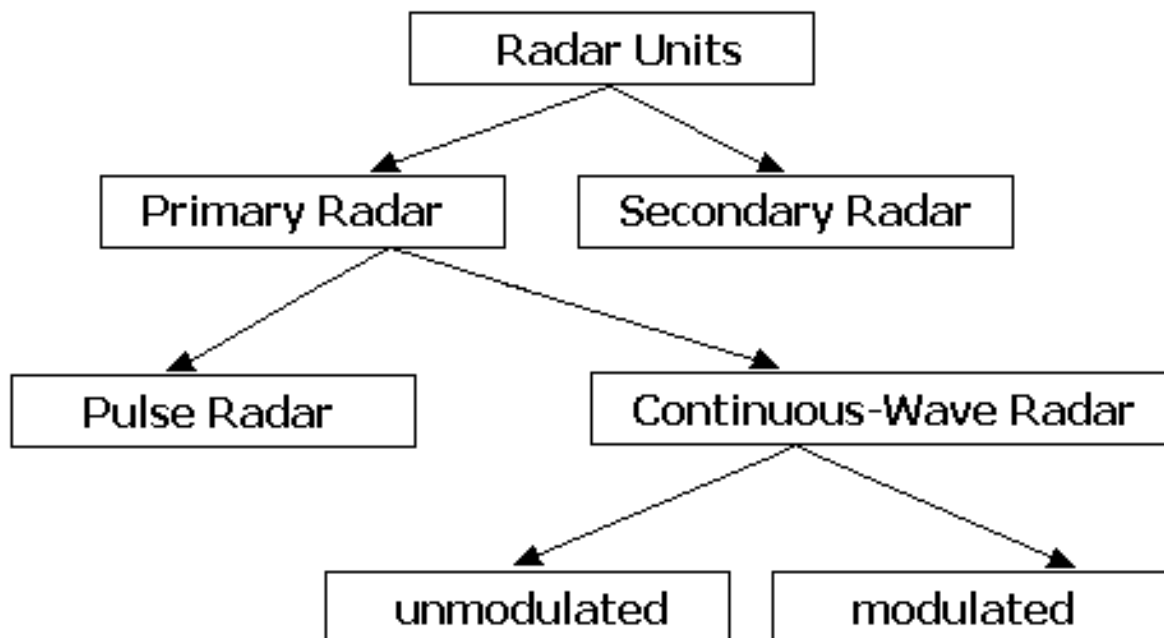 Radar Units
Primary Radar
Secondary Radar
Pulse Radar
Continuous-Wave Radar
unmodulated
modulated